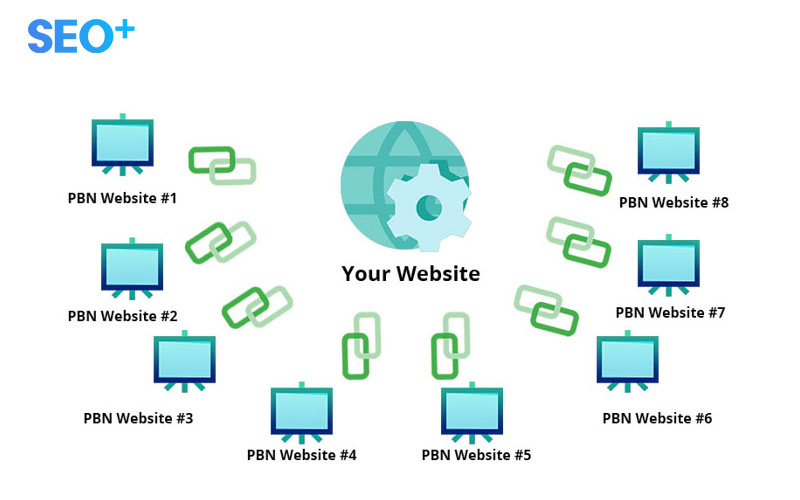 SEO+
PBN Website #1
PBN Website #8
Your Website
PBN Website #2
PBN Website #7
PBN Website #3
PBN Website #6
PBN Website #4
PBN Website #5